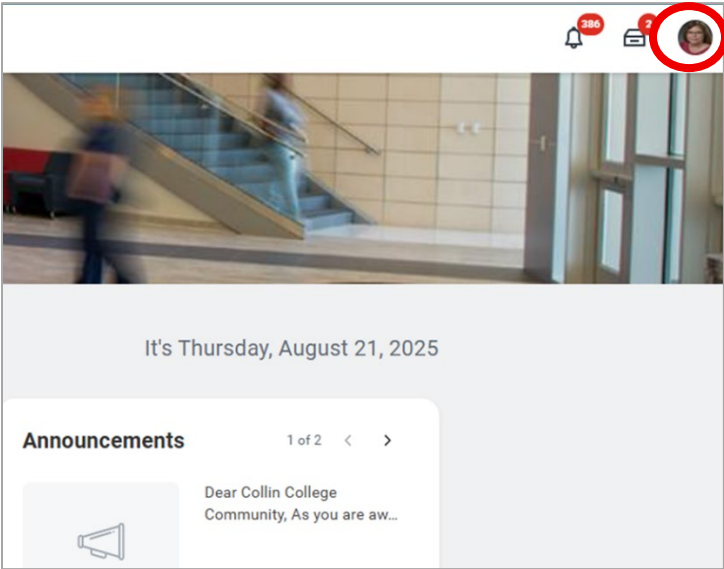 386
2
It's Thursday, August 21, 2025
Announcements
1 of 2
Dear Collin College
Community, As you are aw...